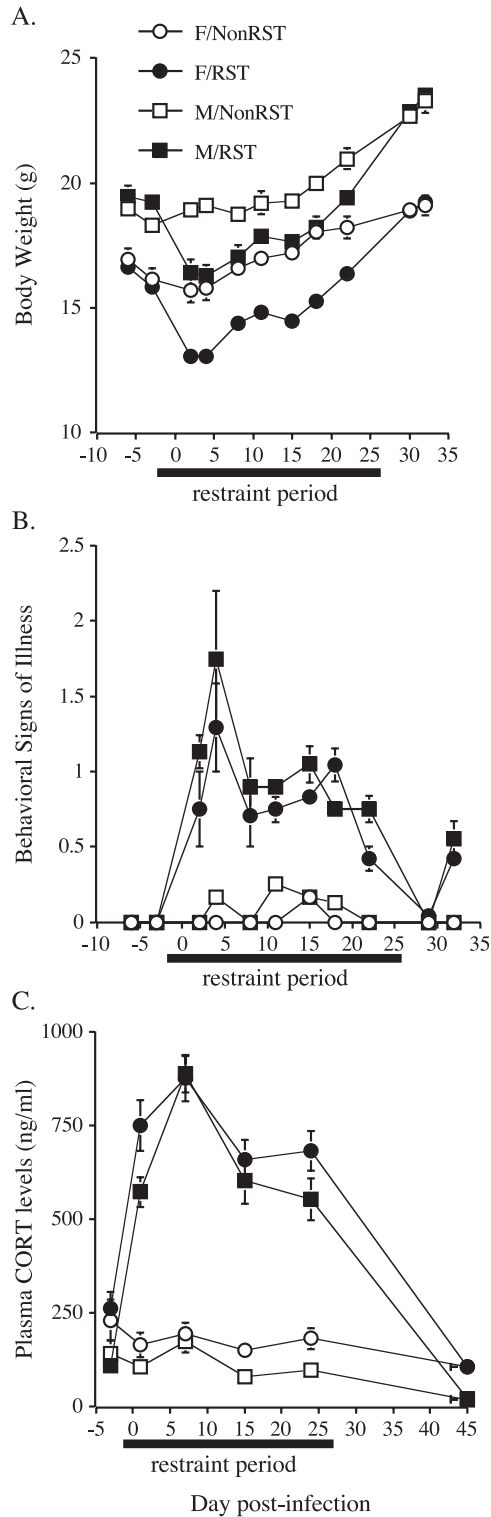 A.
F/NonRST
F/RST
M/NonRST
M/RST
25
20
15
10
Body Weight (g)
-10 -5 0 5 10 15 20 25 30 35
restraint period
B.
2.5
2
1.5
1
0.5
0
Behavioral Signs of Illness
-10 -5 0 5 10 15 20 25 30 35
restraint period
C.
1000
750
500
250
0
Plasma CORT levels (ng/ml)
-5 0 5 10 15 20 25 30 35 40 45
restraint period
Day post-infection